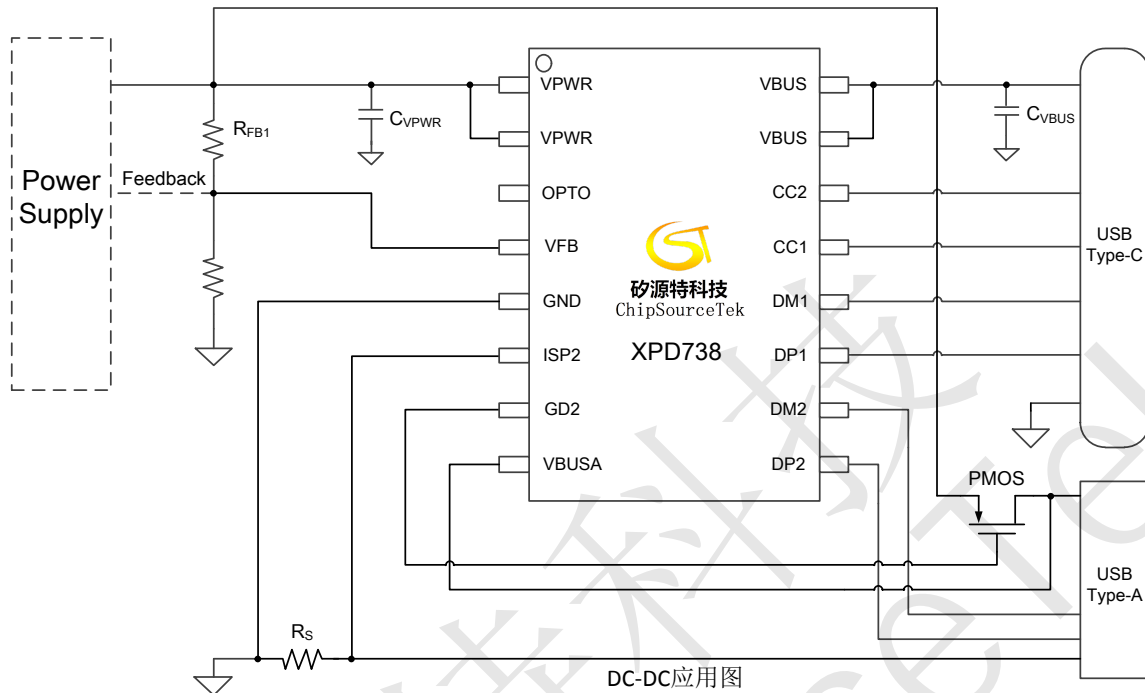 Power
Supply
Feedback
RFB1
CVPWR
VPWR
VPWR
OPTO
VFB
GND
ISP2
GD2
VBUSA
矽源特科技
ChipSourceTek
XPD738
VBUS
VBUS
CC2
CC1
DM1
DP1
DM2
DP2
CVBUS
USB
Type-C
PMOS
USB
Type-A
RS
DC-DC应用图